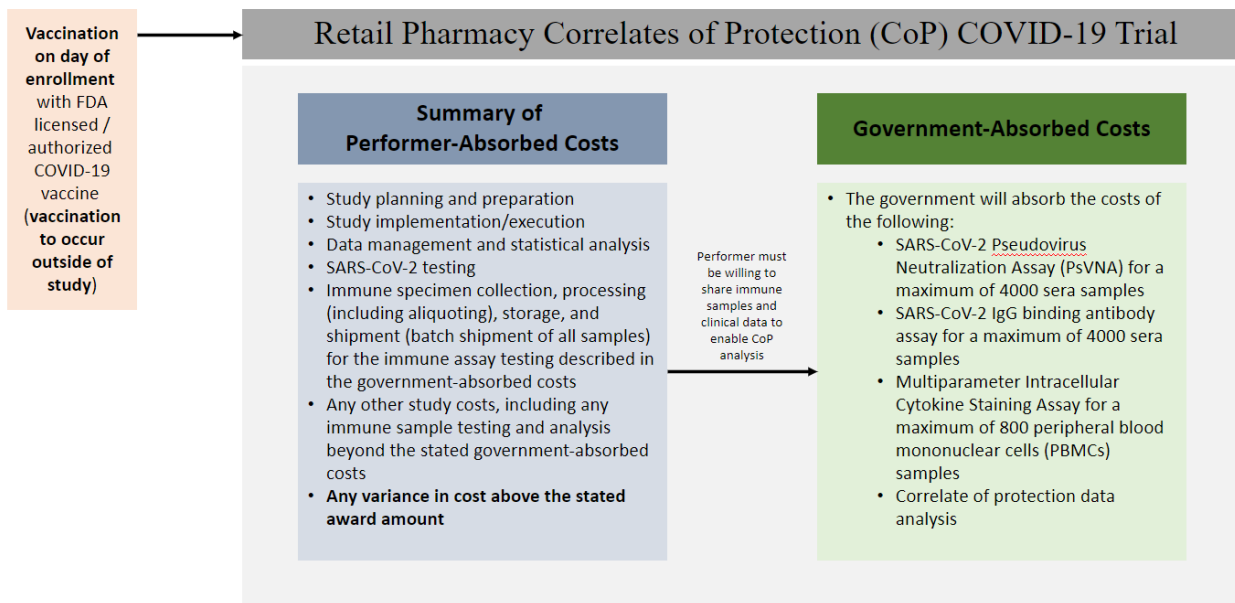 Vaccination
on day of
enrollment
with FDA
licensed /
authorized
COVID-19
vaccine
(vaccination
to occur
outside of
study)
Retail Pharmacy Correlates of Protection (CoP) COVID-19 Trial
Summary of
Performer-Absorbed Costs
• Study planning and preparation
• Study implementation/execution
• Data management and statistical analysis
• SARS-CoV-2 testing
• Immune specimen collection, processing
(including aliquoting), storage, and
shipment (batch shipment of all samples)
for the immune assay testing described in
the government-absorbed costs
• Any other study costs, including any
immune sample testing and analysis
beyond the stated government-absorbed
costs
• Any variance in cost above the stated
award amount
Performer must
be willing to
share immune
samples and
clinical data to
enable CoP
analysis
Government-Absorbed Costs
• The government will absorb the costs of
the following:
• SARS-CoV-2 Pseudovirus
Neutralization Assay (PsVNA) for a
maximum of 4000 sera samples
• SARS-CoV-2 IgG binding antibody
assay for a maximum of 4000 sera
samples
• Multiparameter Intracellular
Cytokine Staining Assay for a
maximum of 800 peripheral blood
mononuclear cells (PBMCs)
samples
• Correlate of protection data
analysis